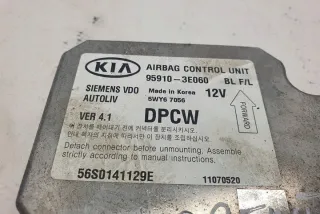 KIA AIRBAG CONTROL UNIT
95910-3E060 BL F/L
SIEMENS VDO Made in Korea 12V
AUTOLIV 5WY6 7056
VER 4.1 DPCW
FORWARD
Detach connector before unmounting, Assemble
strictly according to manual instructions.
56S0141129E 11070520